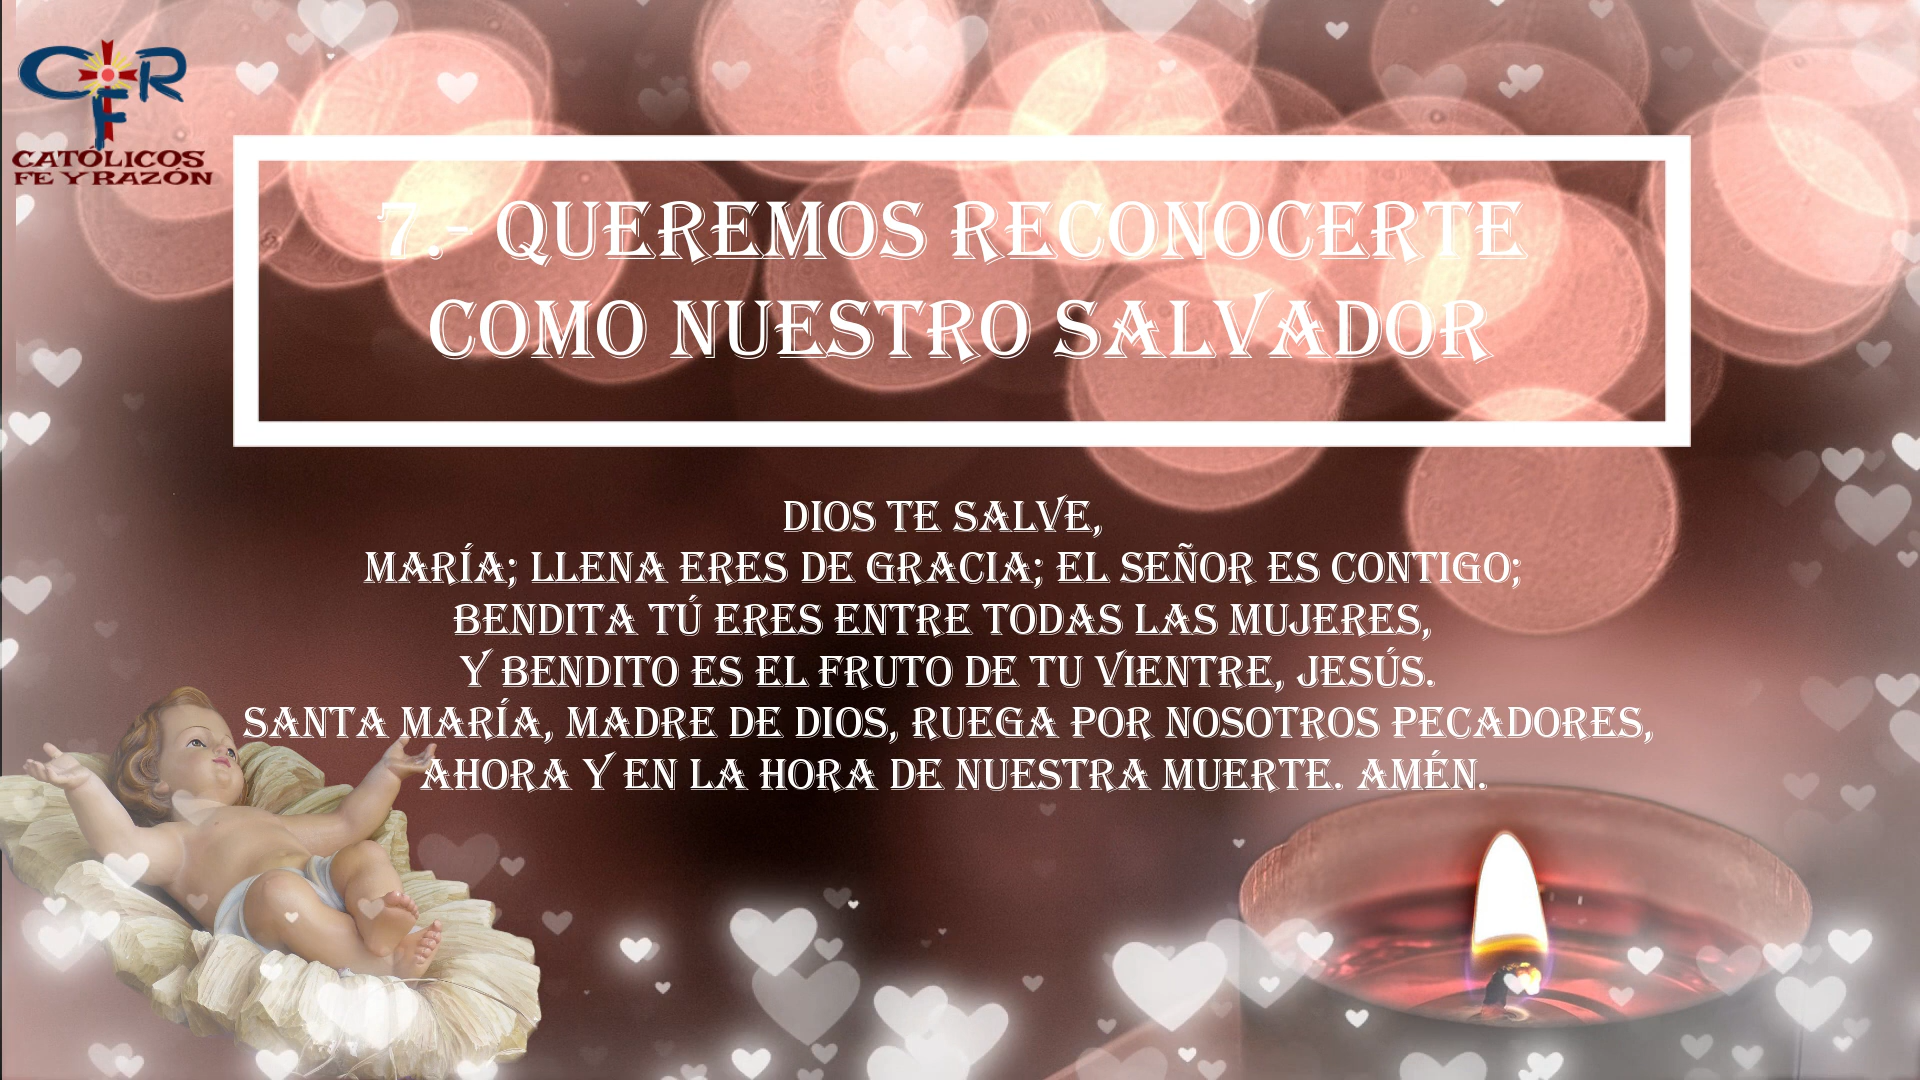 CFR
CATÓLICOS
FE Y RAZÓN
7.- QUEREMOS RECONOCERTE
COMO NUESTRO SALVADOR
DIOS TE SALVE,
MARÍA; LLENA ERES DE GRACIA; EL SEÑOR ES CONTIGO;
BENDITA TÚ ERES ENTRE TODAS LAS MUJERES,
Y BENDITO ES EL FRUTO DE TU VIENTRE, JESÚS.
SANTA MARÍA, MADRE DE DIOS, RUEGA POR NOSOTROS PECADORES,
AHORA Y EN LA HORA DE NUESTRA MUERTE. AMÉN.